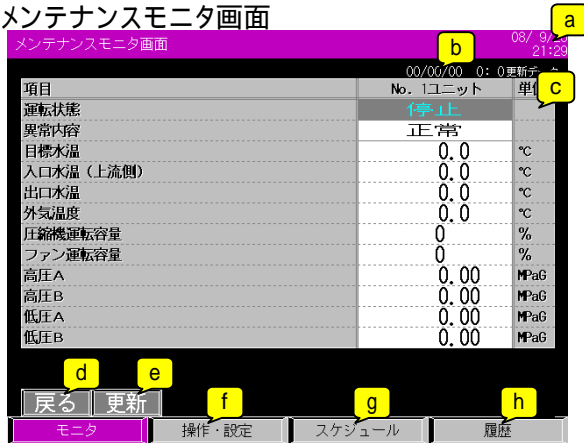 メンテナンスモニタ画面
a
メンテナンスモニタ画面
08/ 9/
21:29
b
00/00/00 0: 0更新データ
c
項目 No. 1ユニット 単
運転状態 停止
異常内容 正常
目標水温 0.0 ℃
入口水温(上流側) 0.0 ℃
出口水温 0.0 ℃
外気温度 0.0 ℃
圧縮機運転容量 0 %
ファン運転容量 0 %
高圧A 0.00 MPaG
高圧B 0.00 MPaG
低圧A 0.00 MPaG
低圧B 0.00 MPaG
d e
戻る 更新
f g h
モニタ 操作・設定 スケジュール 履歴